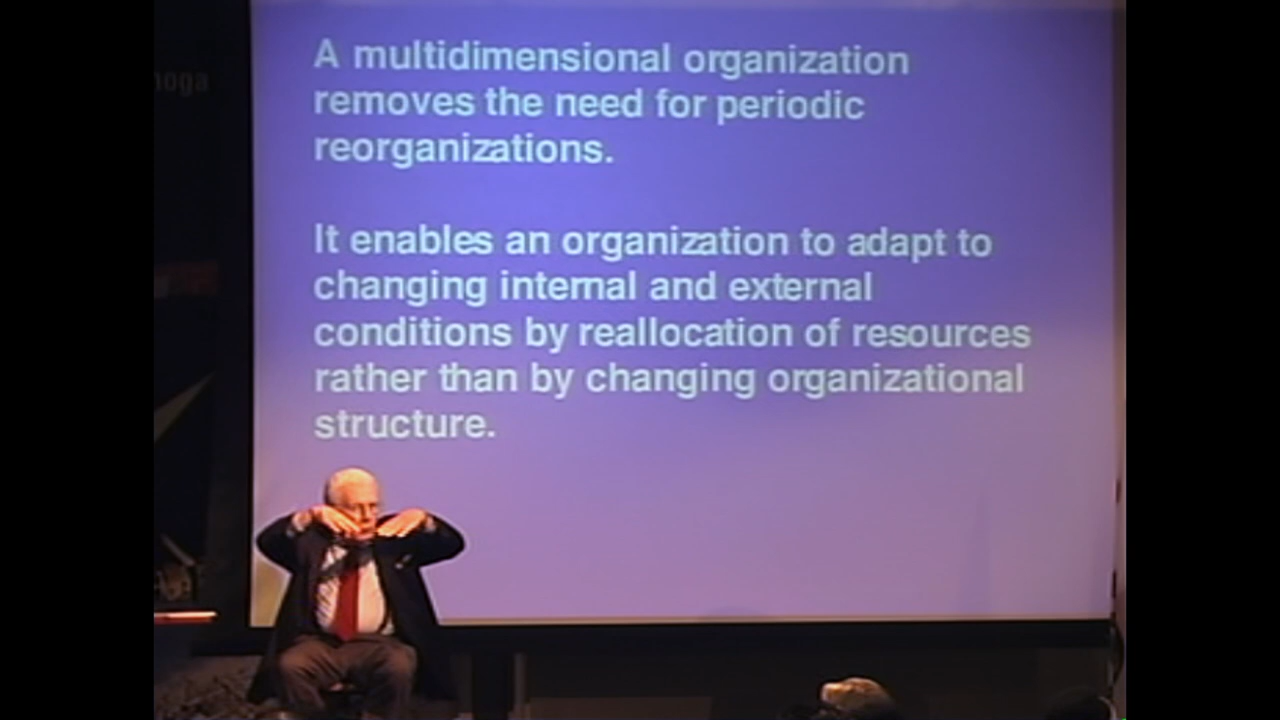 A multidimensional organization
removes the need for periodic
reorganizations.
It enables an organization to adapt to
changing internal and external
conditions by reallocation of resources
rather than by changing organizational
structure.